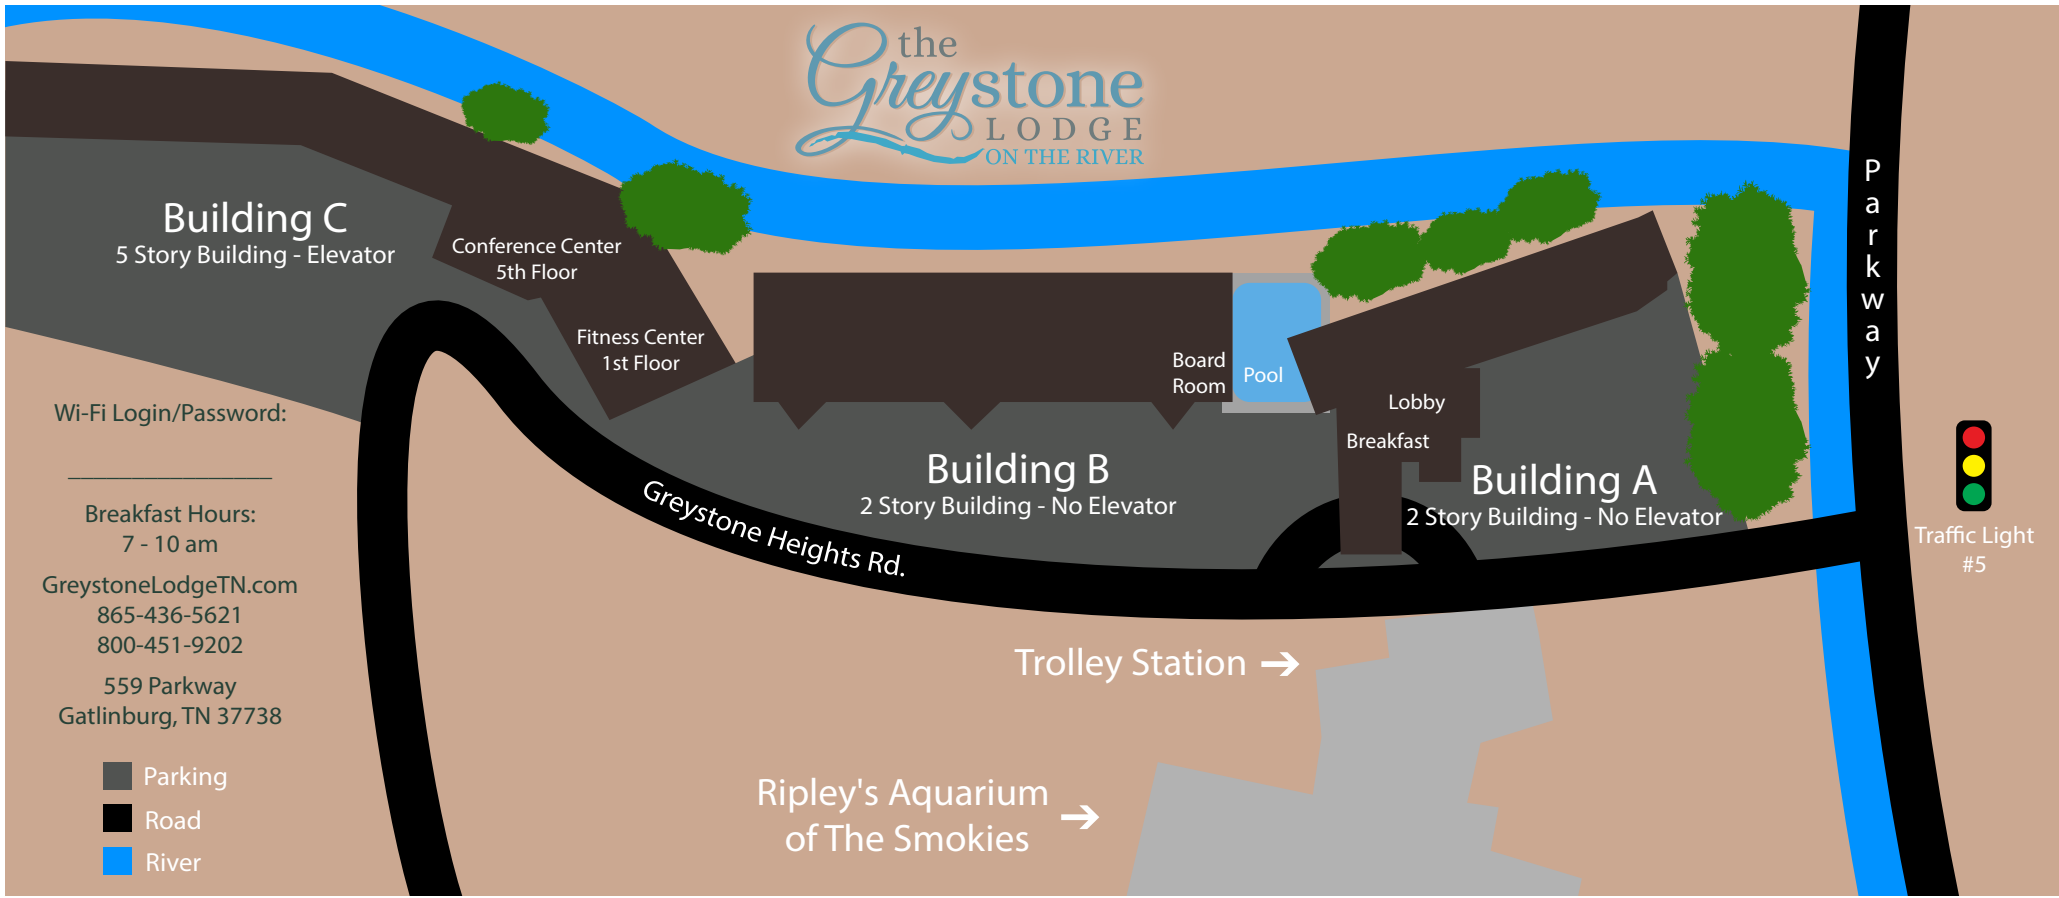 the
Greystone
LODGE
ON THE RIVER
Parkway
Building C
5 Story Building - Elevator
Conference Center
5th Floor
Fitness Center
1st Floor
Board
Room
Pool
Lobby
Breakfast
Building B
2 Story Building - No Elevator
Building A
2 Story Building - No Elevator
Greystone Heights Rd.
Traffic Light
#5
Wi-Fi Login/Password:
Breakfast Hours:
7 - 10 am
GreystoneLodgeTN.com
865-436-5621
800-451-9202
559 Parkway
Gatlinburg, TN 37738
Parking
Road
River
Trolley Station
Ripley's Aquarium
of The Smokies